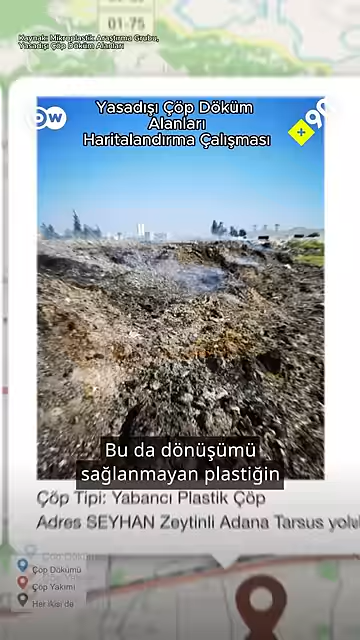 01-75
Kaynak: Mikroplastik Araştırma Grubu,
Yasadışı Çöp Döküm Alanları
DW
+90
Yasadışı Çöp Döküm
Alanları
Haritalandırma Çalışması
Bu da dönüşümü
sağlanmayan plastiğin
Çöp Tipi: Yabancı Plastik Çöp
Adres SEYHAN Zeytinli Adana Tarsus
Çöp Dökümü
Çöp Yakımı
Her ikisi de